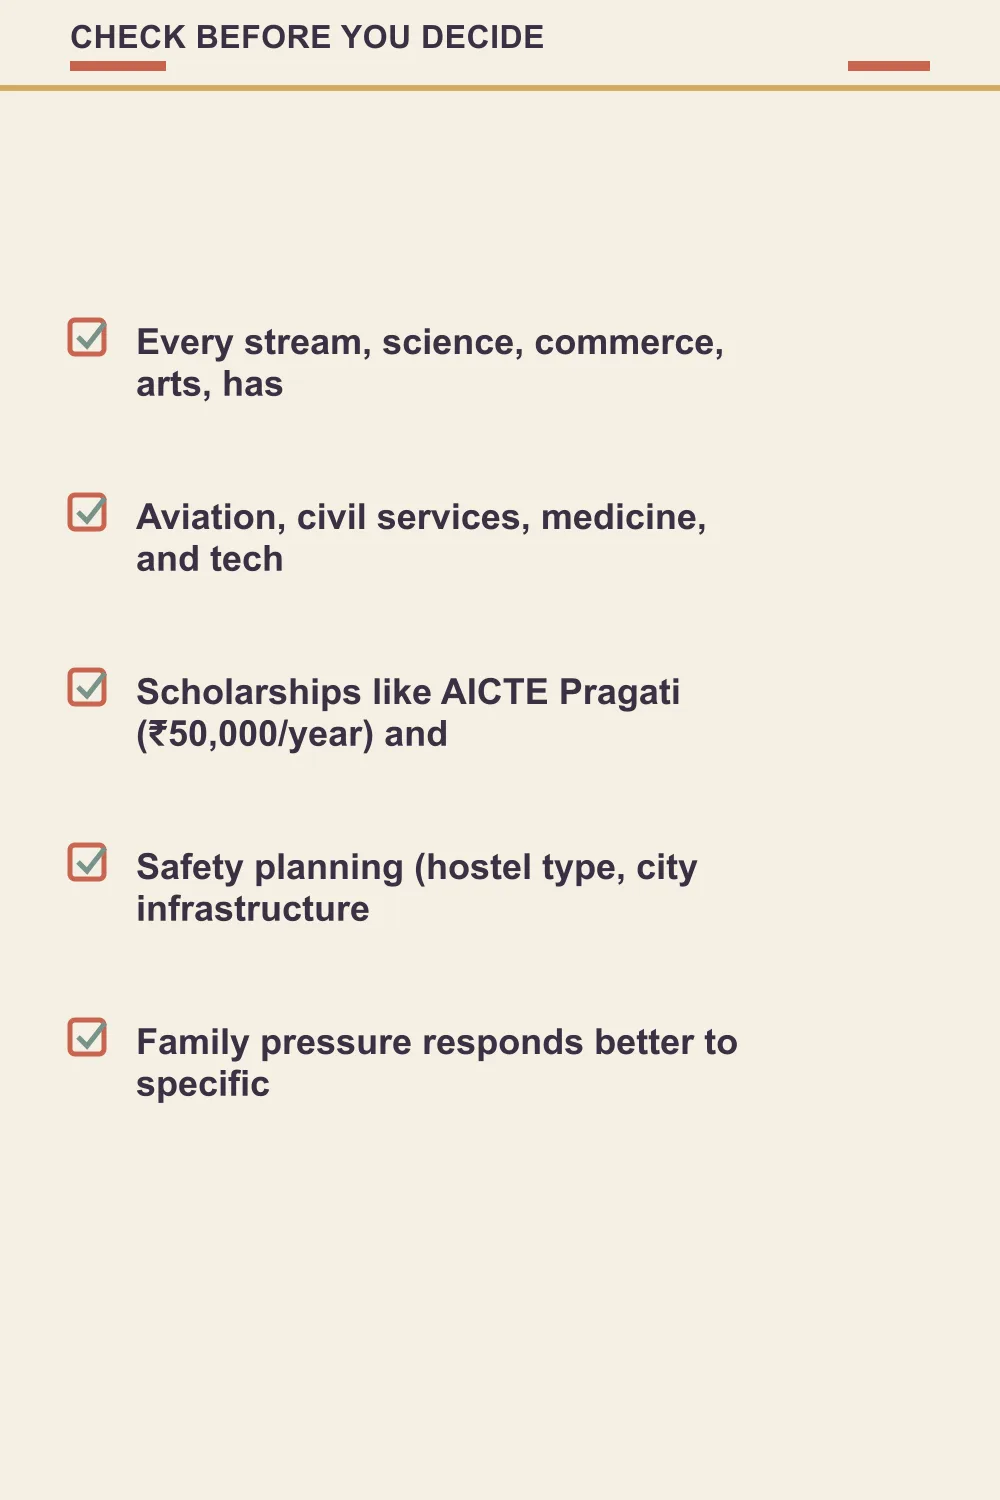 CHECK BEFORE YOU DECIDE
Every stream, science, commerce,
arts, has
Aviation, civil services, medicine,
and tech
Scholarships like AICTE Pragati
(₹50,000/year) and
Safety planning (hostel type, city
infrastructure
Family pressure responds better to
specific